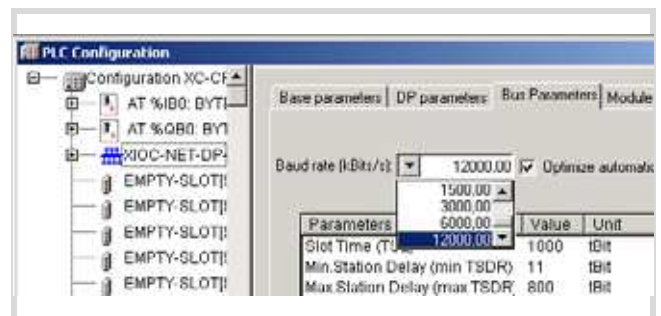 PLC Configuration
Configuration XC-CF
AT %IB0: BYT
AT %QB0: BYT
XIOC-NET-DP-
EMPTY-SLOT[
EMPTY-SLOT[
EMPTY-SLOT[
EMPTY-SLOT[
EMPTY-SLOT[
Base parameters DP parameters Bus Parameters Module
Baud rate (kBits/s): 12000.00 Optimize automatic
1500,00
3000,00
6000,00
12000,00
Parameters Value Unit
Slot Time 1000 tBit
Min.Station Delay (min TSDR) 11 tBit
Max.Station Delay (max TSDR) 800 tBit